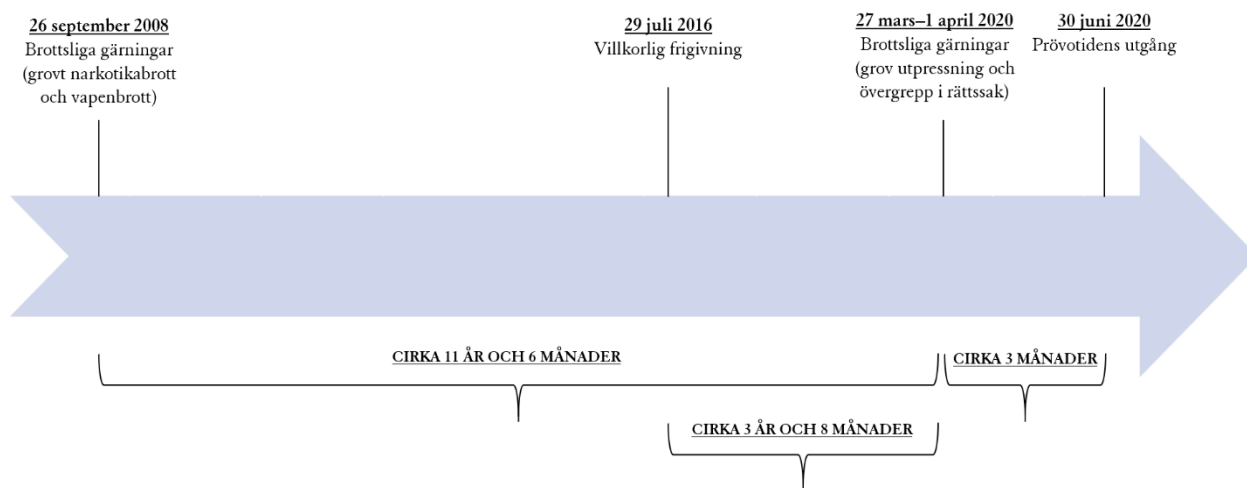 26 september 2008
Brottsliga gärningar
(grovt narkotikabrott
och vapenbrott)
29 juli 2016
Villkorlig frigivning
27 mars–1 april 2020
Brottsliga gärningar
(grov utpressning och
övergrepp i rättssak)
30 juni 2020
Prövotidens utgång
CIRKA 11 ÅR OCH 6 MÅNADER
CIRKA 3 MÅNADER
CIRKA 3 ÅR OCH 8 MÅNADER